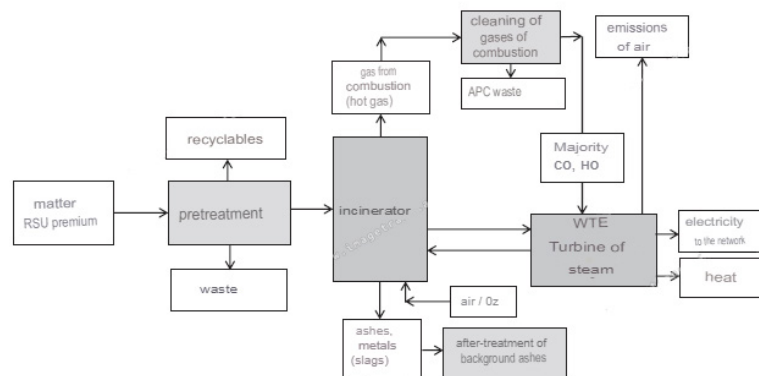 cleaning of
gases of
combustion
emissions
of air
gas from
combustion
(hot gas)
APC waste
recyclables
Majority
CO, HO
matter
RSU premium
pretreatment
incinerator
WTE
Turbine of
steam
electricity
to the network
heat
waste
air / 0z
ashes,
metals
(slags)
after-treatment of
background ashes